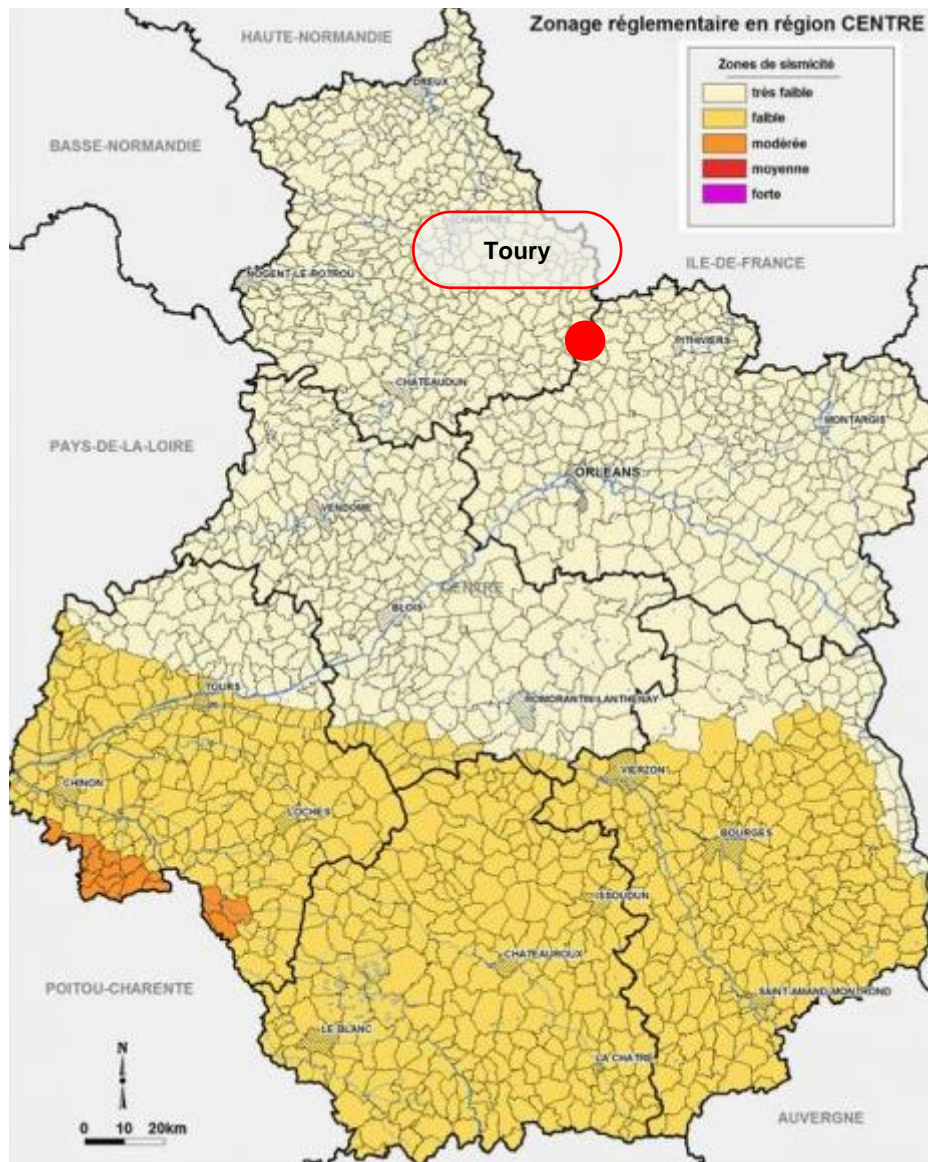 Zonage réglementaire en région CENTRE
HAUTE-NORMANDIE
Zones de sismicité
très faible
faible
modérée
moyenne
forte
DREUX
BASSE-NORMANDIE
CHARTRES
Toury
ILE-DE-FRANCE
NOGENT-LE-ROTROU
PITHIVIERS
CHATEAUDUN
MONTARGIS
PAYS-DE-LA-LOIRE
ORLEANS
VENDOME
CENTRE
BLOIS
TOURS
ROMORANTIN-LANTHENAY
VIERZON
CHINON
LOCHES
BOURGES
ISSOUDUN
CHATEAUROUX
POITOU-CHARENTE
SAINT-AMAND-MONTROND
LE BLANC
N
LA CHATRE
AUVERGNE
0 10 20km